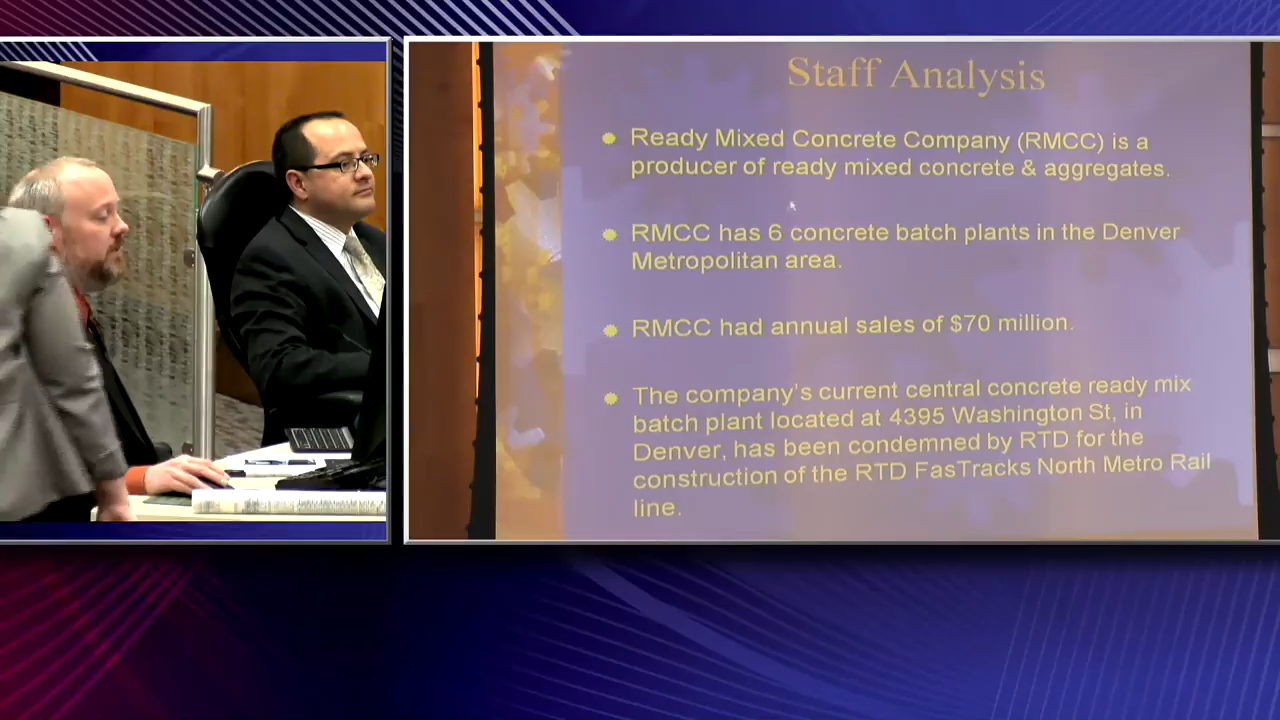 Staff Analysis
Ready Mixed Concrete Company (RMCC) is a
producer of ready mixed concrete & aggregates.
RMCC has 6 concrete batch plants in the Denver
Metropolitan area.
RMCC had annual sales of $70 million.
The company's current central concrete ready mix
batch plant located at 4395 Washington St, in
Denver, has been condemned by RTD for the
construction of the RTD FasTracks North Metro Rail
line.